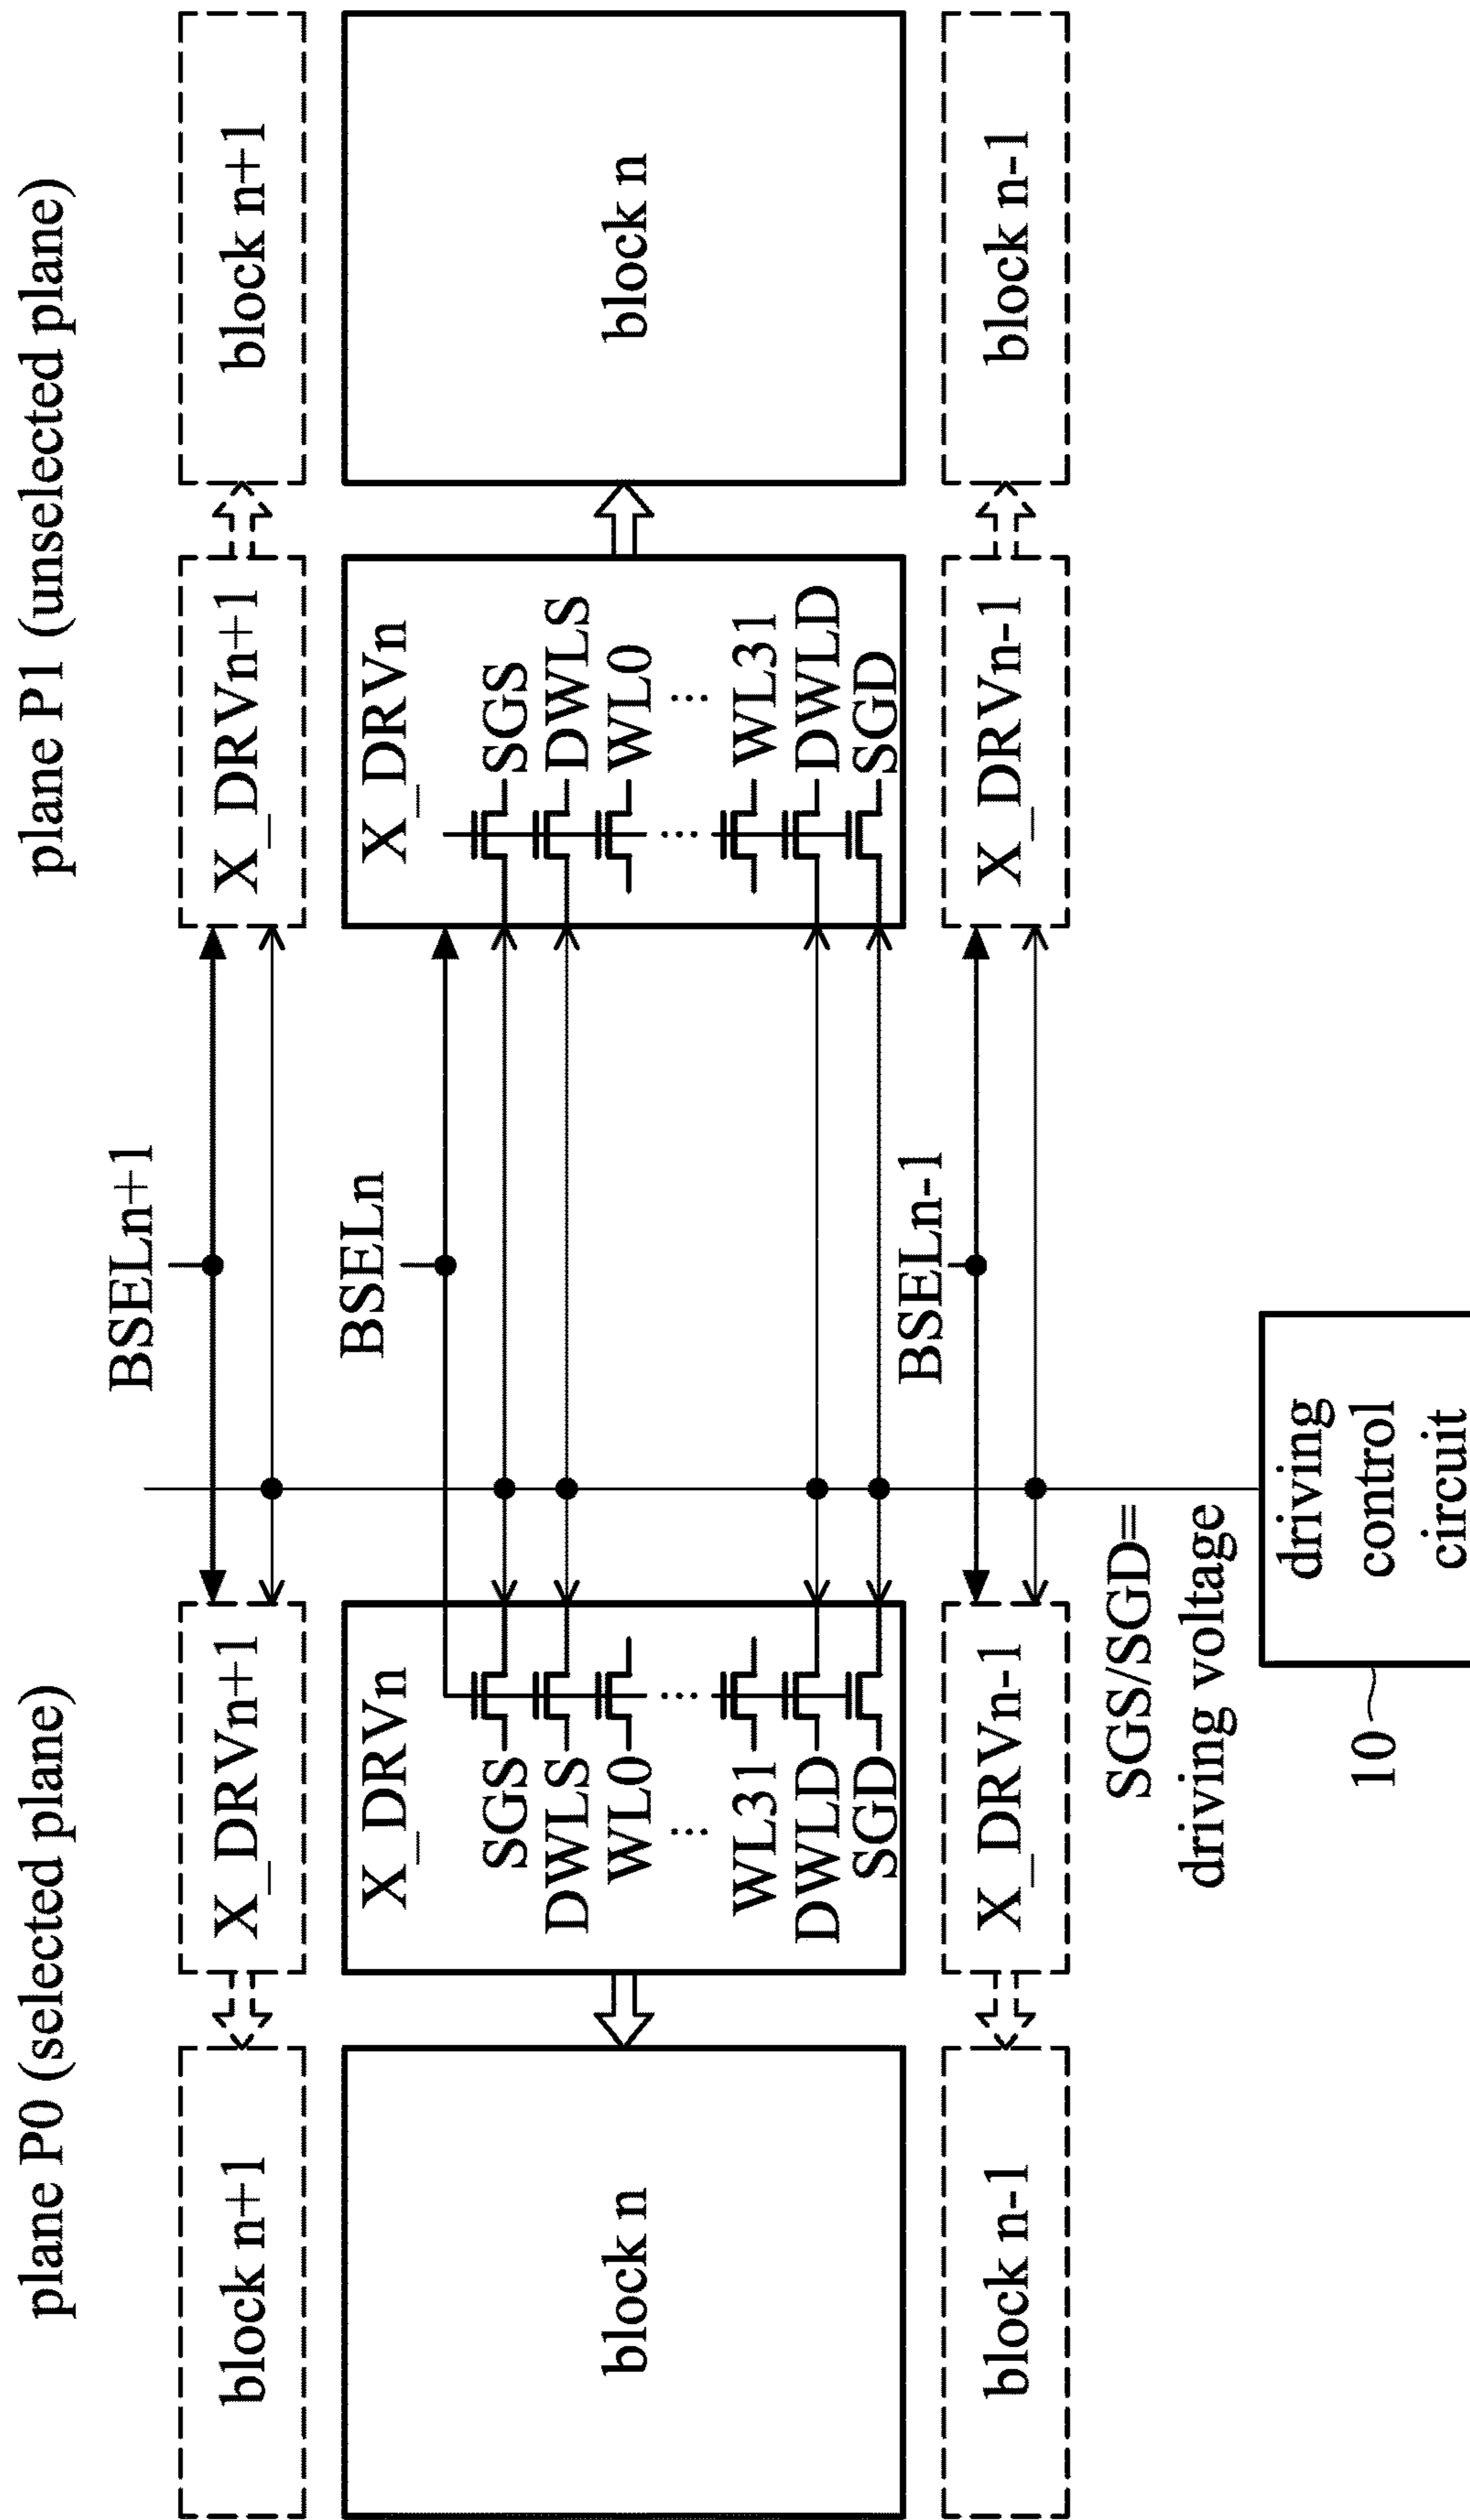 plane P0 (selected plane)
plane P1 (unselected plane)
block n+1
X_DRVn+1
BSELn+1
X_DRVn+1
block n+1
block n
X_DRVn
SGS
DWLS
WL0
...
WL31
DWLD
SGD
BSELn
X_DRVn
SGS
DWLS
WL0
...
WL31
DWLD
SGD
block n
block n-1
X_DRVn-1
BSELn-1
X_DRVn-1
block n-1
SGS/SGD=
driving voltage
10
driving
control
circuit